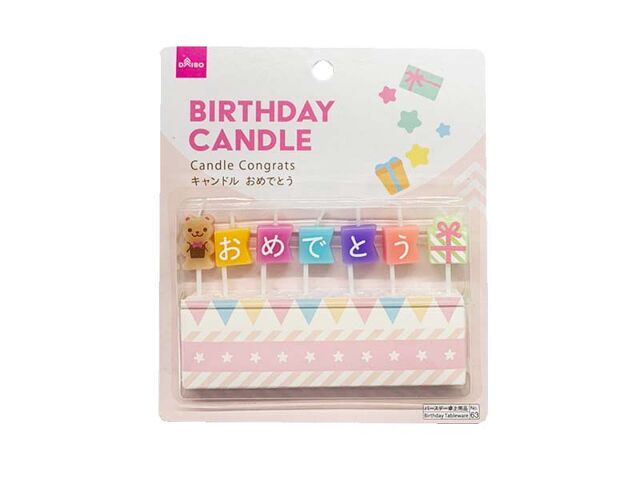 DAISO
BIRTHDAY
CANDLE
Candle Congrats
キャンドル おめでとう
おめでとう
バースデー卓上用品
Birthday Tableware
No.
63